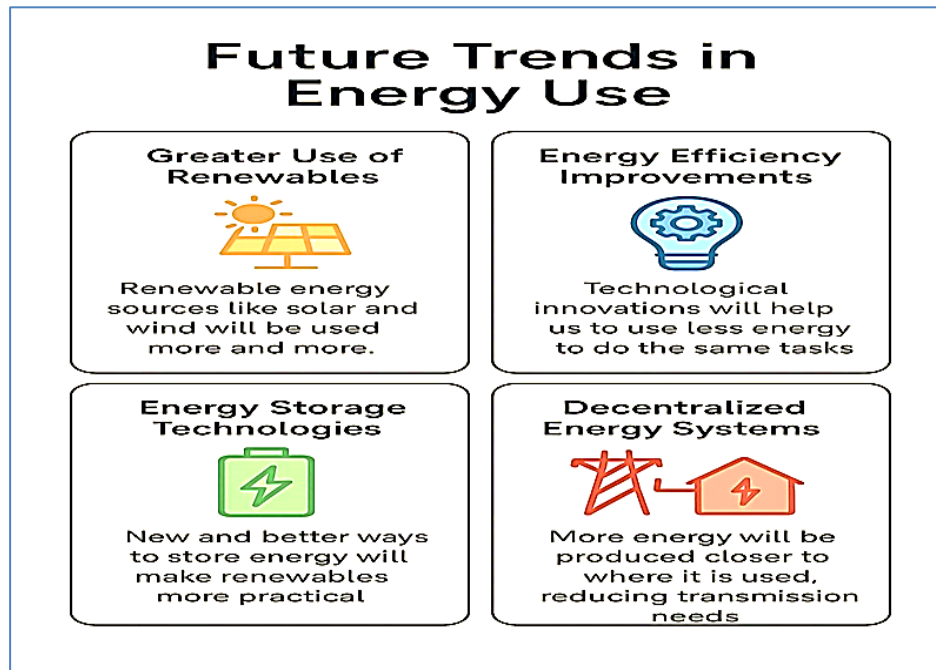 Future Trends in
Energy Use
Greater Use of
Renewables
Renewable energy
sources like solar and
wind will be used
more and more.
Energy Efficiency
Improvements
Technological
innovations will help
us to use less energy
to do the same tasks
Energy Storage
Technologies
New and better ways
to store energy will
make renewables
more practical
Decentralized
Energy Systems
More energy will be
produced closer to
where it is used,
reducing transmission
needs